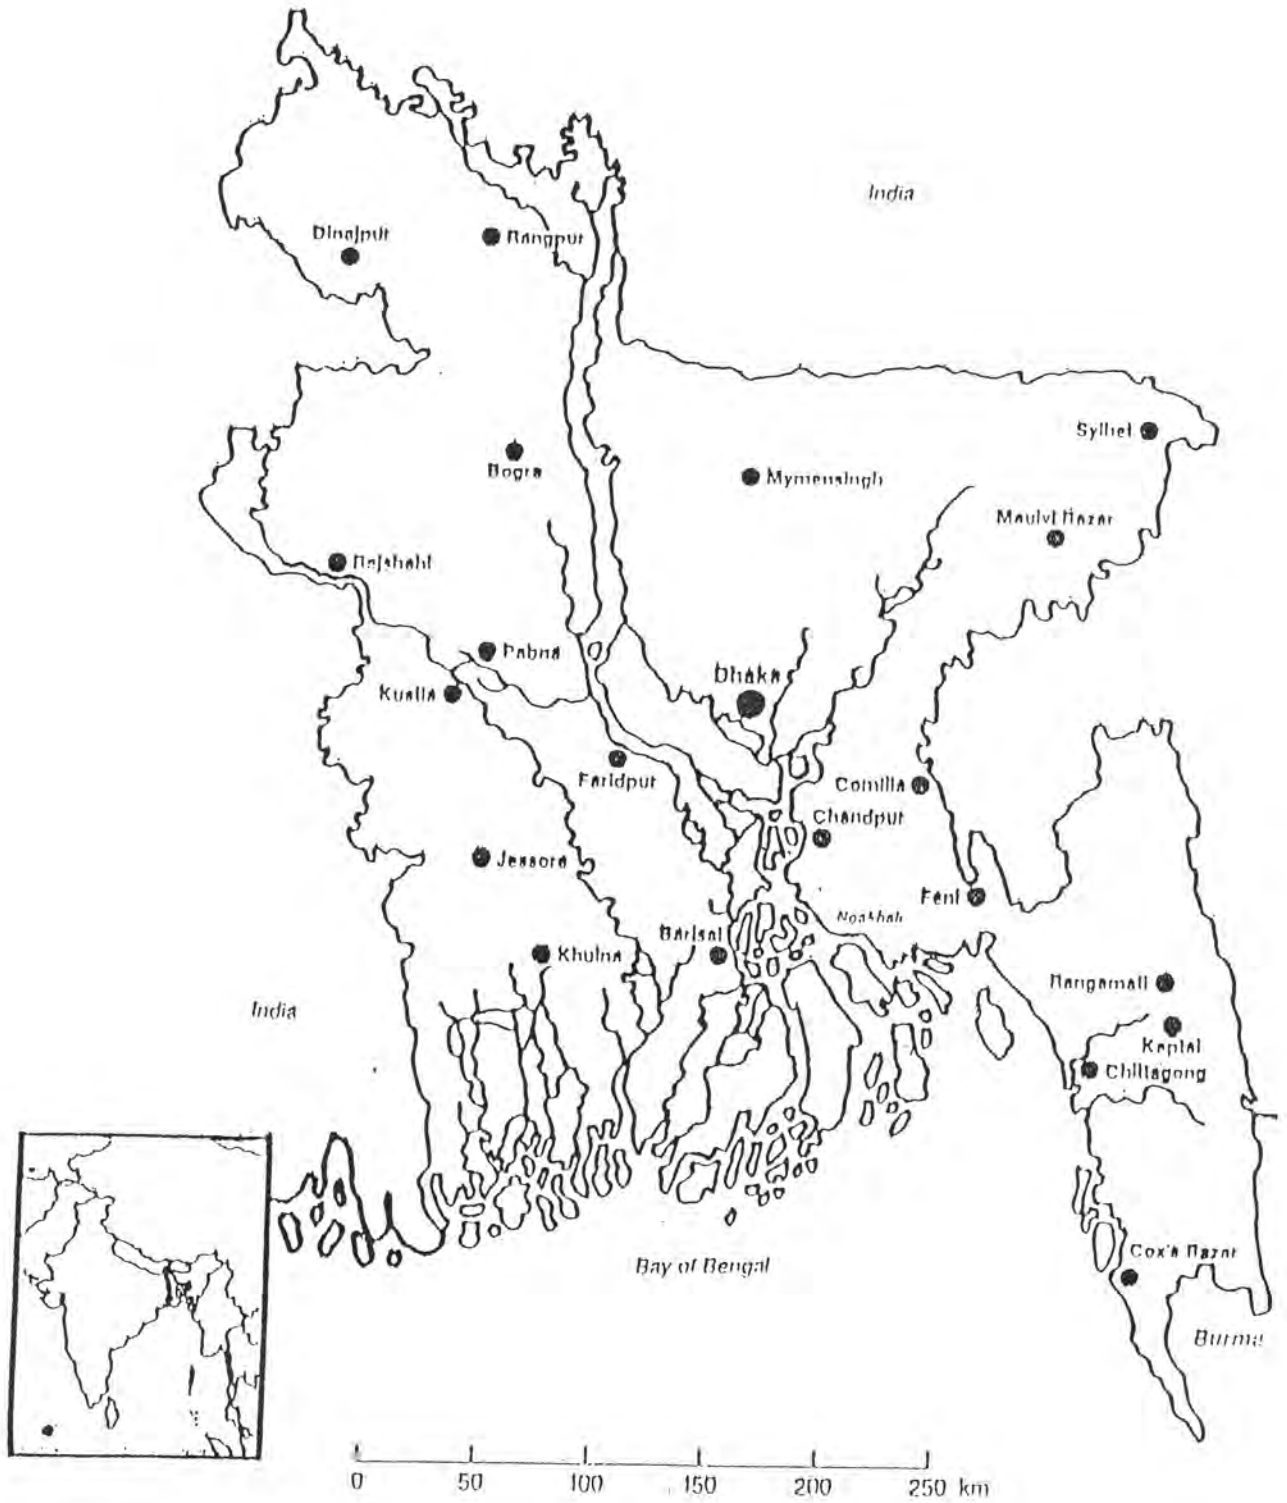 India
Dinajpur
Rangpur
Sylhet
Bogra
Mymensingh
Maulvi Bazar
Rajshahi
Pabna
Dhaka
Kustia
Faridpur
Comilla
Chandpur
Jessore
Feni
Noakhali
Barisal
Khulna
Rangamati
India
Kaptai
Chittagong
Cox's Bazar
Bay of Bengal
Burma
0 50 100 150 200 250 km